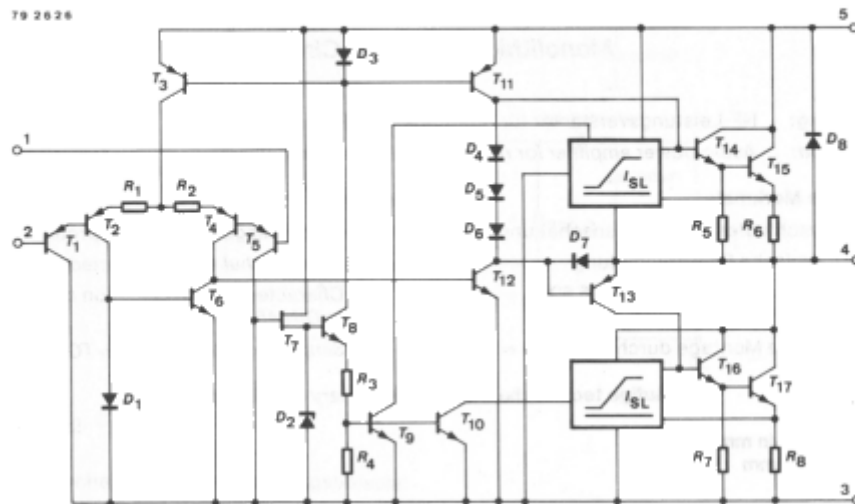 79 2626
5
D3
T3
T11
1
D4
ISL
T14
T15
D8
D5
R1
R2
R5
R6
2
T1
T2
T4
T5
D6
D7
4
T12
T13
T6
T7
T8
T16
T17
D1
R3
ISL
D2
T9
T10
R4
R7
R8
3